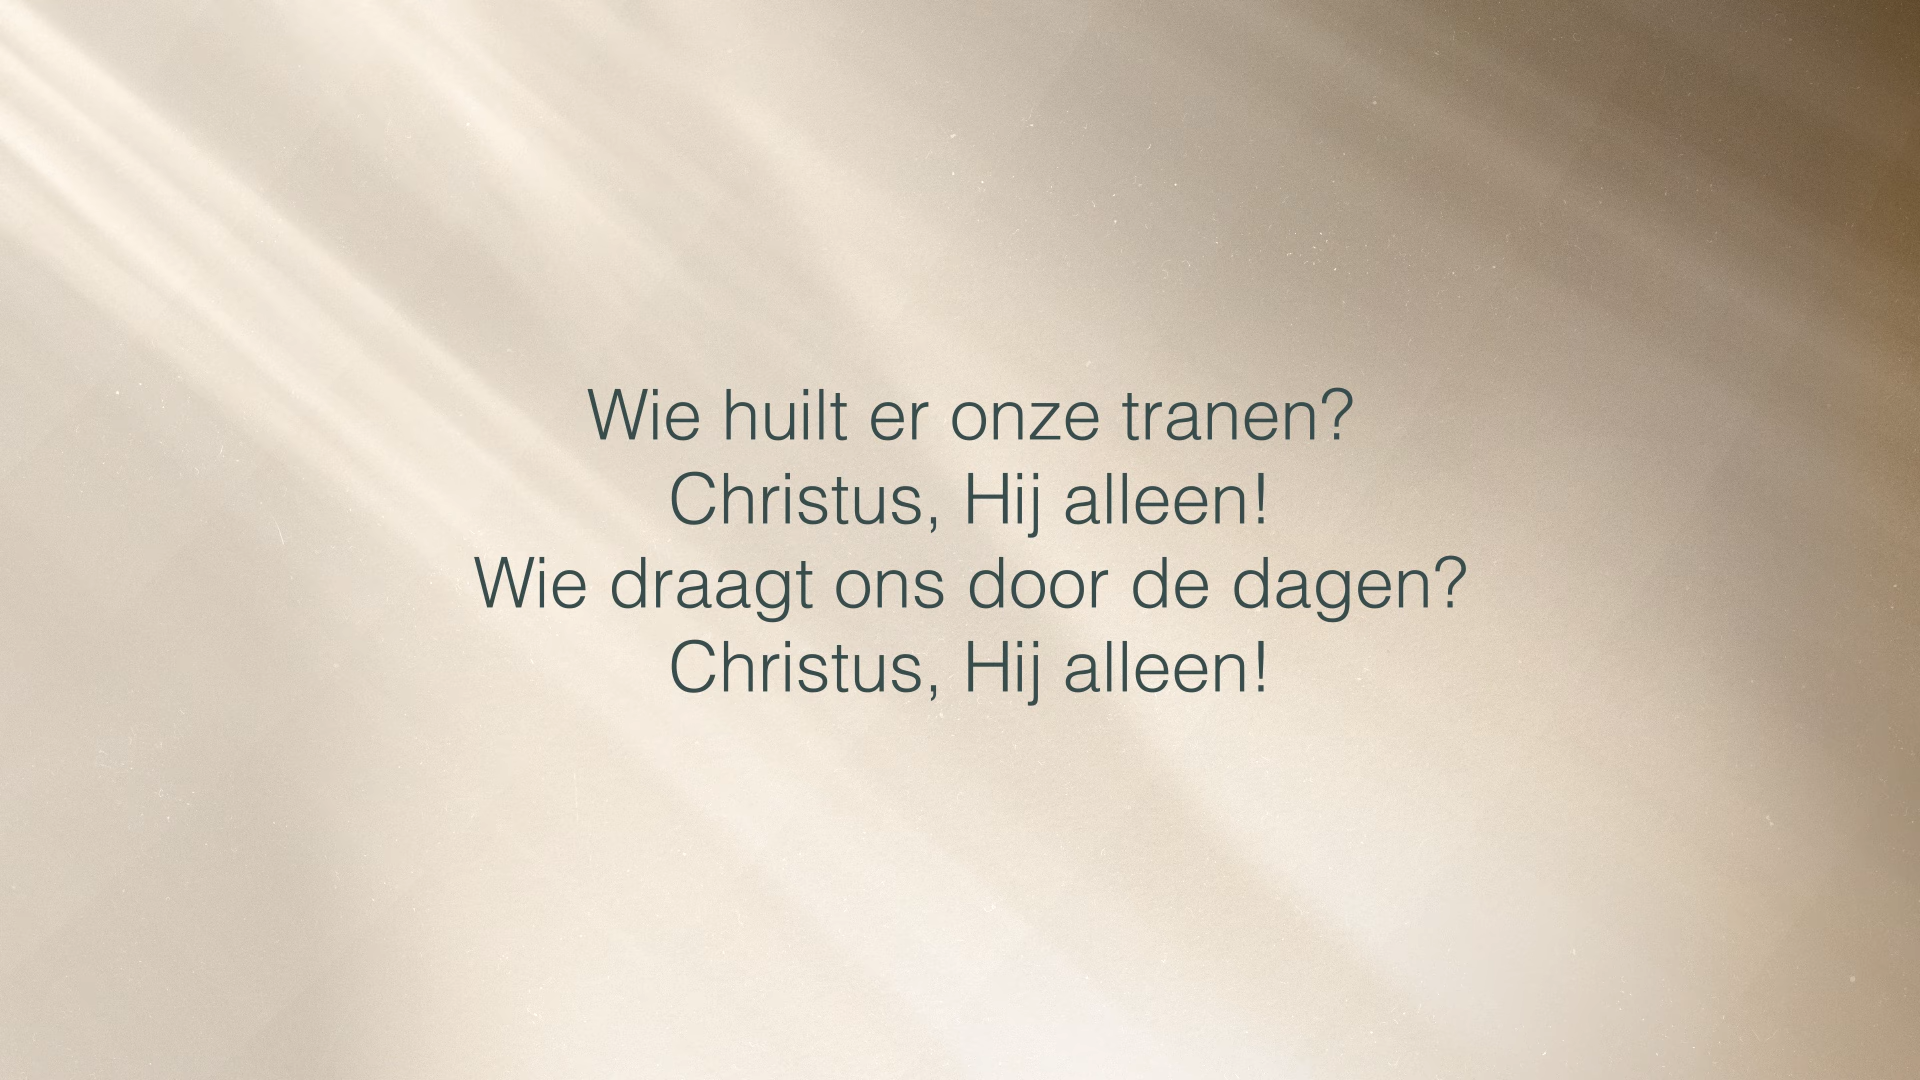 Wie huilt er onze tranen?
Christus, Hij alleen!
Wie draagt ons door de dagen?
Christus, Hij alleen!